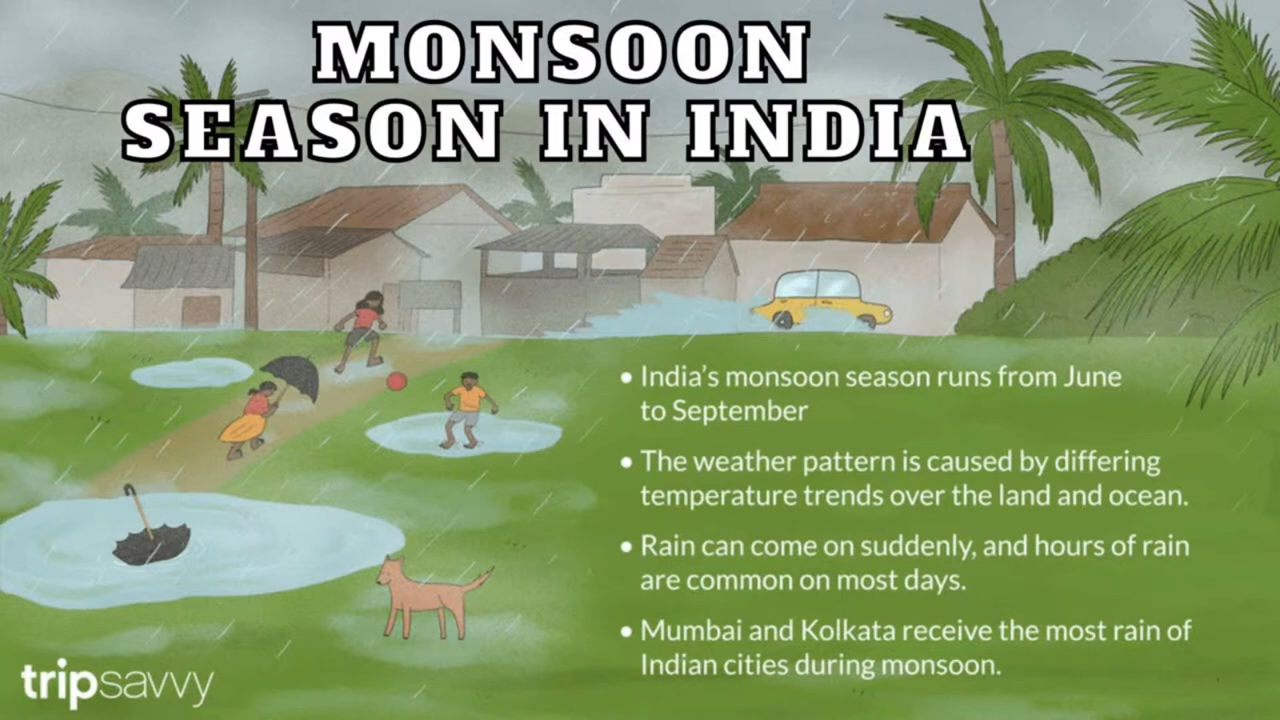 MONSOON
SEASON IN INDIA
• India's monsoon season runs from June
to September
• The weather pattern is caused by differing
temperature trends over the land and ocean.
• Rain can come on suddenly, and hours of rain
are common on most days.
• Mumbai and Kolkata receive the most rain of
Indian cities during monsoon.
tripsavvy